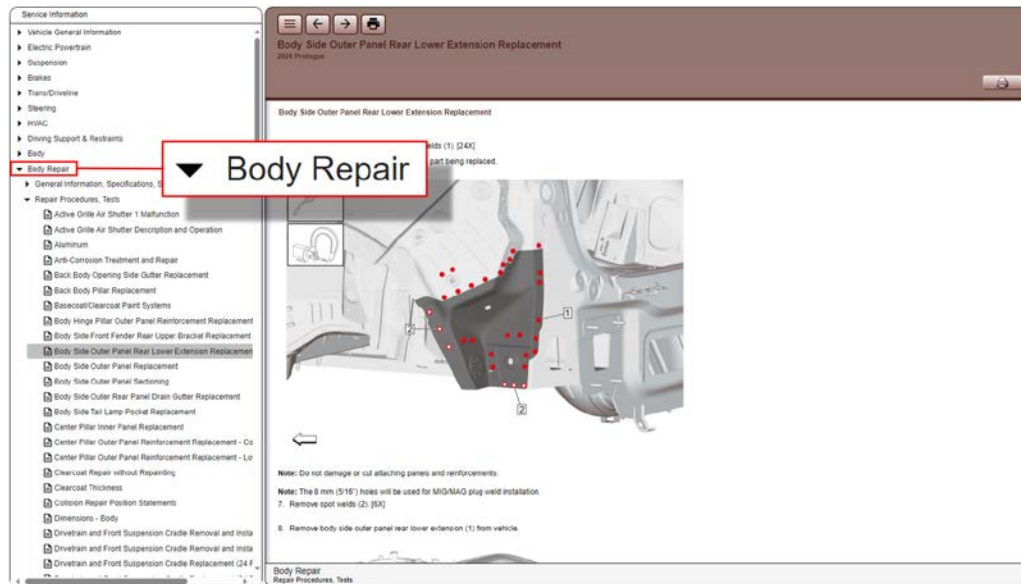 Service Information
Vehicle General Information
Electric Powertrain
Suspension
Brakes
Trans/Driveline
Steering
HVAC
Driving Support & Restraints
Body
Body Repair
General Information, Specifications, S
Repair Procedures, Tests
Active Grille Air Shutter 1 Malfunction
Active Grille Air Shutter Description and Operation
Aluminum
Anti-Corrosion Treatment and Repair
Back Body Opening Side Gutter Replacement
Back Body Pillar Replacement
Basecoat/Clearcoat Paint Systems
Body Hinge Pillar Outer Panel Reinforcement Replacement
Body Side Front Fender Rear Upper Bracket Replacement
Body Side Outer Panel Rear Lower Extension Replacemen
Body Side Outer Panel Replacement
Body Side Outer Panel Sectioning
Body Side Outer Rear Panel Drain Gutter Replacement
Body Side Tail Lamp Pocket Replacement
Center Pillar Inner Panel Replacement
Center Pillar Outer Panel Reinforcement Replacement - Co
Center Pillar Outer Panel Reinforcement Replacement - Lo
Clearcoat Repair without Repainting
Clearcoat Thickness
Collision Repair Position Statements
Dimensions - Body
Drivetrain and Front Suspension Cradle Removal and Insta
Drivetrain and Front Suspension Cradle Removal and Insta
Drivetrain and Front Suspension Cradle Replacement (24 F
Body Repair
Body Side Outer Panel Rear Lower Extension Replacement
2024 Prologue
Body Side Outer Panel Rear Lower Extension Replacement
elds (1) [24X]
part being replaced.
1
2
2
Note: Do not damage or cut attaching panels and reinforcements.
Note: The 8 mm (5/16") holes will be used for MIG/MAG plug weld installation
7. Remove spot welds (2). [6X]
8. Remove body side outer panel rear lower extension (1) from vehicle.
Body Repair
Repair Procedures, Tests